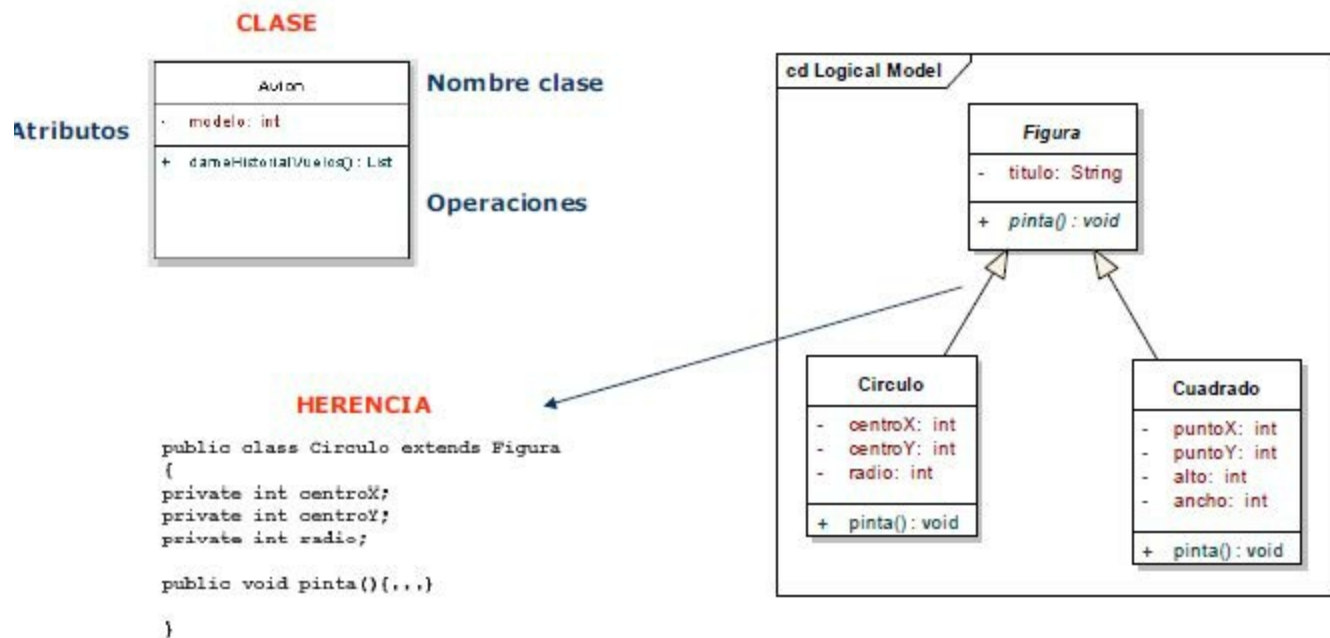 CLASE
Avion
Nombre clase
Atributos
- modelo: int
+ dameHistorialVuelos() : List
Operaciones
HERENCIA
public class Circulo extends Figura
{
private int centroX;
private int centroY;
private int radio;
public void pinta(){...}
}
cd Logical Model
Figura
- titulo: String
+ pinta() : void
Circulo
- centroX: int
- centroY: int
- radio: int
+ pinta() : void
Cuadrado
- puntoX: int
- puntoY: int
- alto: int
- ancho: int
+ pinta() : void